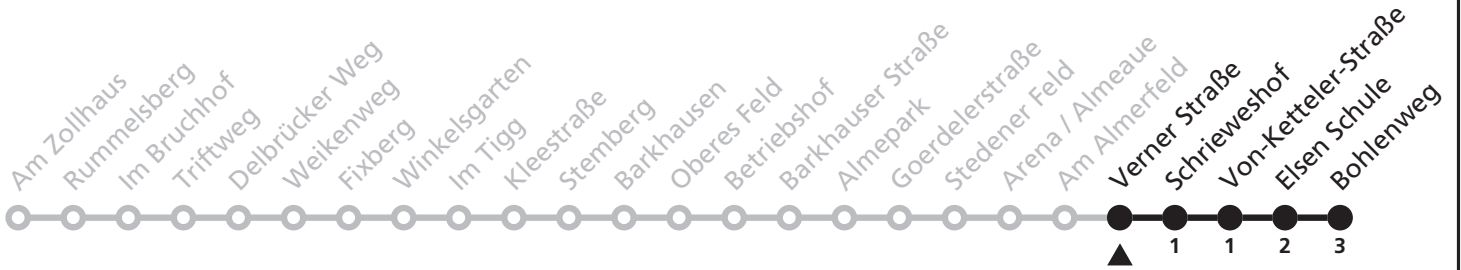 Am Zollhaus
Rummelsberg
Im Bruchhof
Triftweg
Delbrücker Weg
Weikenweg
Fixberg
Winkelsgarten
Im Tigg
Kleestraße
Stemberg
Barkhausen
Oberes Feld
Betriebshof
Barkhauser Straße
Almepark
Goerdelerstraße
Stedener Feld
Arena / Almeaue
Am Almerfeld
Verner Straße
Schrieweshof
Von-Ketteler-Straße
Elsen Schule
Bohlenweg
1 1 2 3